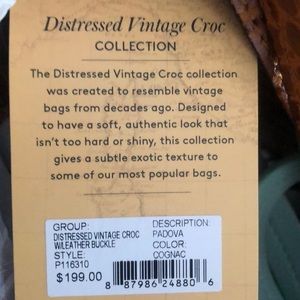 Distressed Vintage Croc
COLLECTION
The Distressed Vintage Croc collection
was created to resemble vintage
bags from decades ago. Designed
to have a soft, authentic look that
isn't too hard or shiny, this collection
gives a subtle exotic texture to
some of our most popular bags.
GROUP: DESCRIPTION:
DISTRESSED VINTAGE CROC PADOVA
W/LEATHER BUCKLE COLOR:
STYLE: COGNAC
P116310
$199.00 8 87986 24880 6